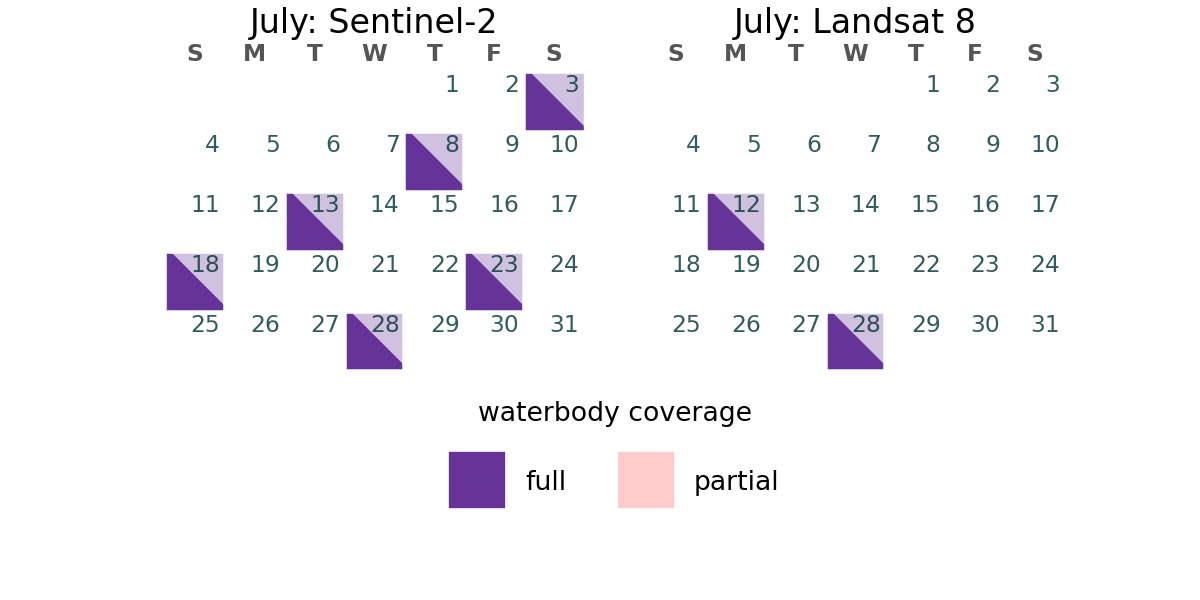 July: Sentinel-2
S M T W T F S
1 2 3
4 5 6 7 8 9 10
11 12 13 14 15 16 17
18 19 20 21 22 23 24
25 26 27 28 29 30 31
July: Landsat 8
S M T W T F S
1 2 3
4 5 6 7 8 9 10
11 12 13 14 15 16 17
18 19 20 21 22 23 24
25 26 27 28 29 30 31
waterbody coverage
full partial